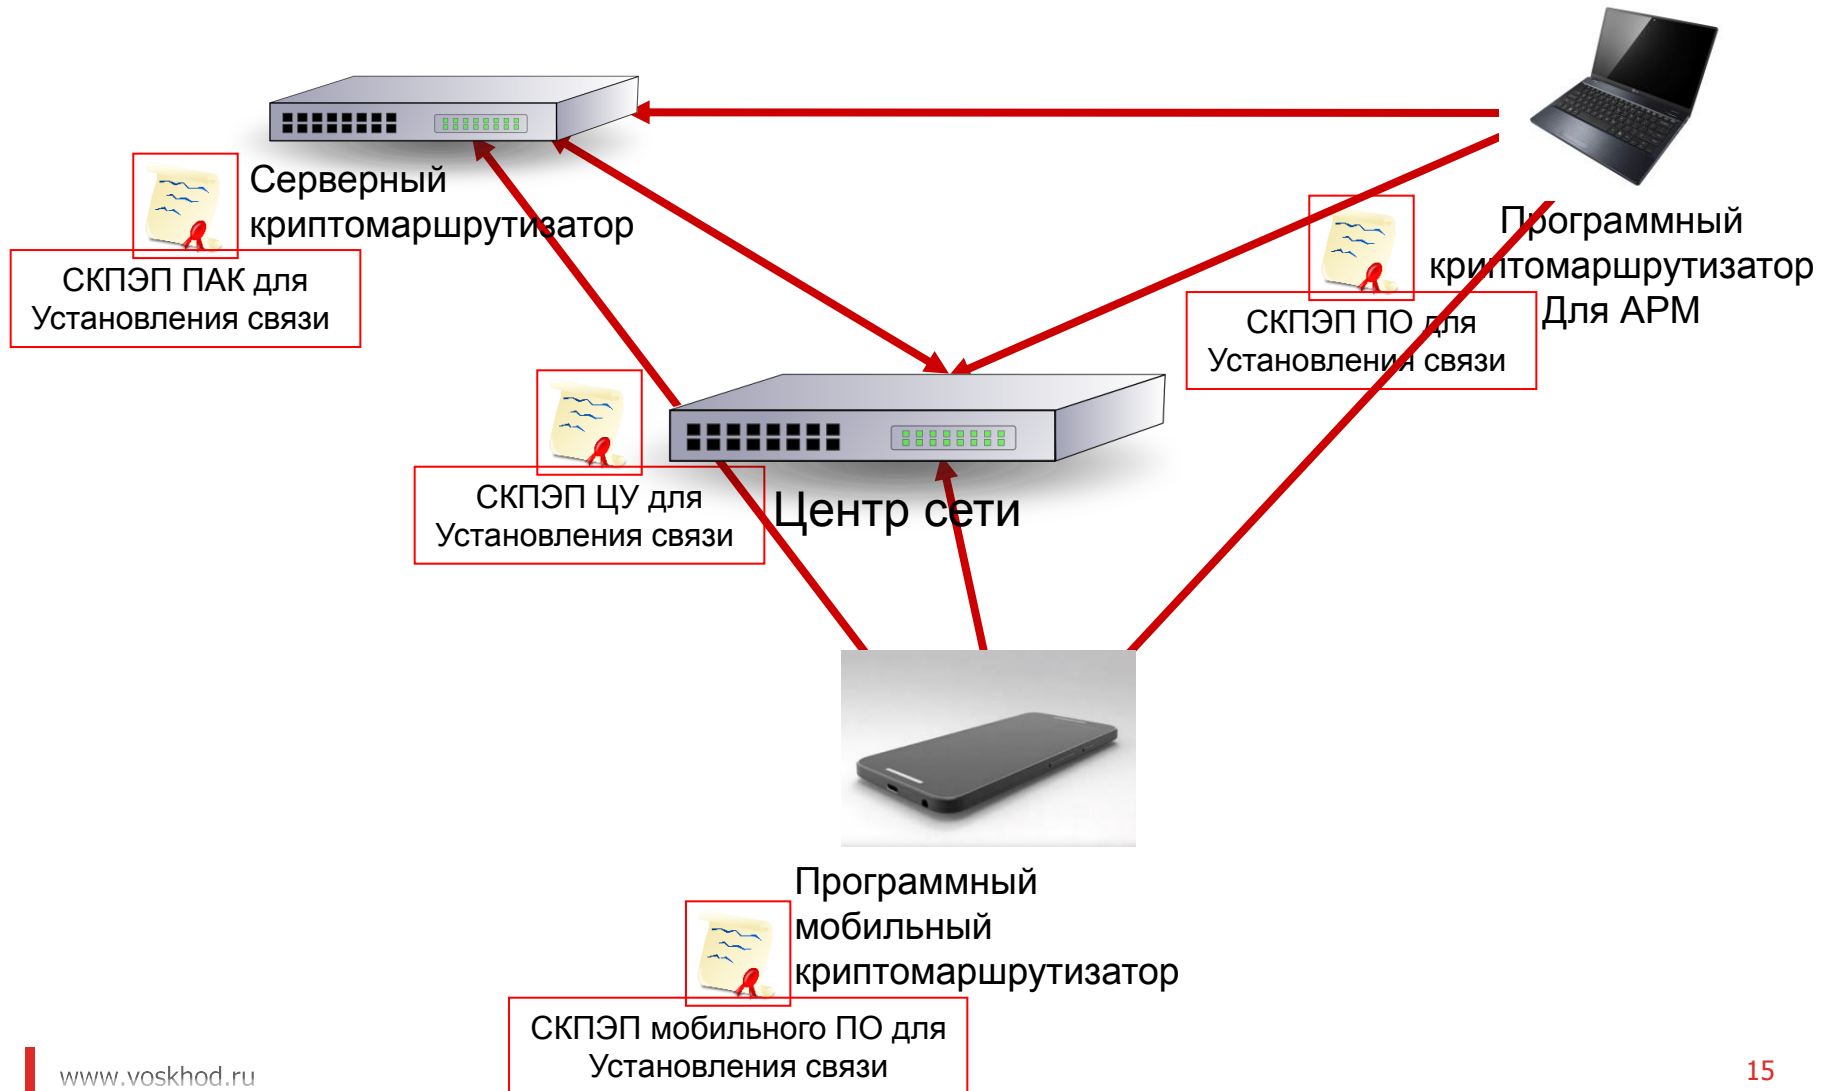 Серверный
криптомаршрутизатор
СКПЭП ПАК для
Установления связи
Программный
криптомаршрутизатор
Для АРМ
СКПЭП ПО для
Установления связи
СКПЭП ЦУ для
Установления связи
Центр сети
Программный
мобильный
криптомаршрутизатор
СКПЭП мобильного ПО для
Установления связи
www.voskhod.ru
15